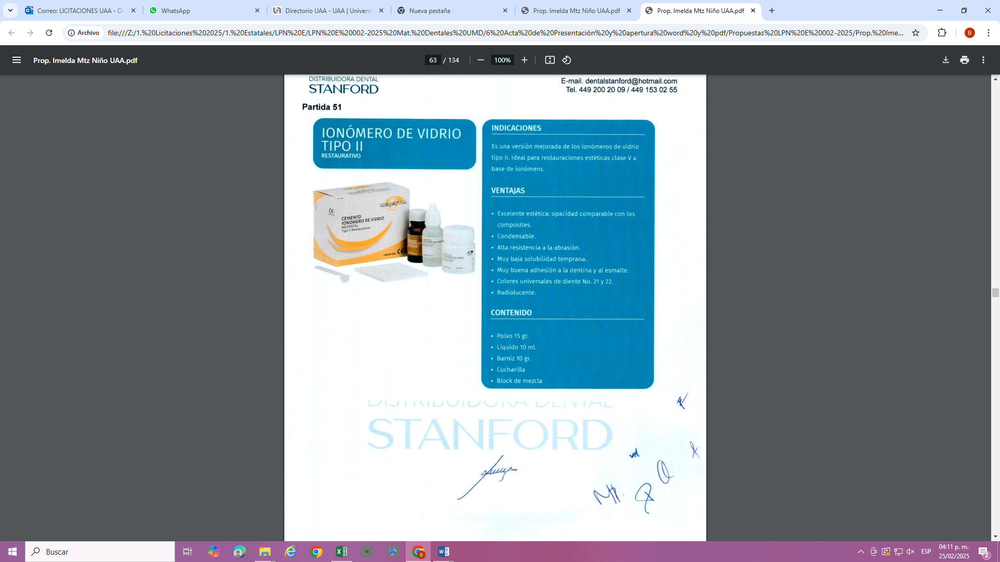 Correo: LICITACIONES UAA - Ou
WhatsApp
Directorio UAA - UAA | Universi
Nueva pestaña
Prop. Imelda Mtz Niño UAA.pdf
Prop. Imelda Mtz Niño UAA.pdf
Archivo
file:///Z:/1.%20Licitaciones%202025/1.%20Estatales/LPN%20E/LPN%20E%20002-2025%20Mat.%20Dentales%20UMD/6%20Acta%20de%20Presentación%20y%20apertura%20word%20y%20pdf/Propuestas%20LPN%20E%20002-2025/Prop.%20Ime...
B
Prop. Imelda Mtz Niño UAA.pdf
63 / 134
100%
DISTRIBUIDORA DENTAL
STANFORD
E-mail. dentalstanford@hotmail.com
Tel. 449 200 20 09 / 449 153 02 55
Partida 51
IONÓMERO DE VIDRIO
TIPO II
RESTAURATIVO
MEDENTAL
CEMENTO
IONOMERO DE VIDRIO
MEDENTAL
Tipo II Restaurativo
INDICACIONES
Es una versión mejorada de los ionómeros de vidrio
tipo II. Ideal para restauraciones estéticas clase V a
base de ionómero.
VENTAJAS
• Excelente estética: opacidad comparable con los
composites.
• Condensable.
• Alta resistencia a la abrasión.
• Muy baja solubilidad temprana.
• Muy buena adhesión a la dentina y al esmalte.
• Colores universales de diente No. 21 y 22.
• Radiolucente.
CONTENIDO
• Polvo 15 gr.
• Líquido 10 ml.
• Barniz 10 gr.
• Cucharilla
• Block de mezcla
DISTRIBUIDORA DENTAL
STANFORD
Buscar
ESP
04:11 p. m.
25/02/2025
2